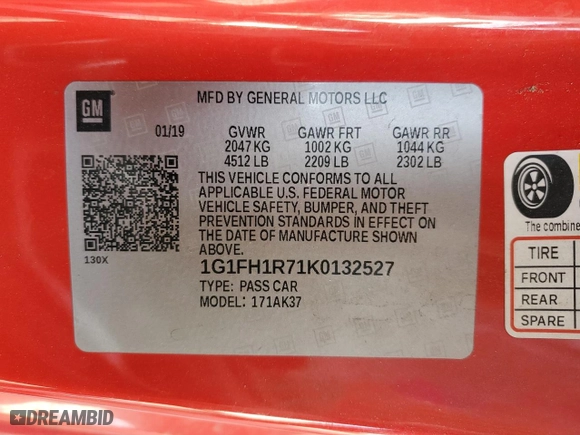 GM
MFD BY GENERAL MOTORS LLC
01/19 GVWR GAWR FRT GAWR RR
2047 KG 1002 KG 1044 KG
4512 LB 2209 LB 2302 LB
THIS VEHICLE CONFORMS TO ALL
APPLICABLE U.S. FEDERAL MOTOR
VEHICLE SAFETY, BUMPER, AND THEFT
PREVENTION STANDARDS IN EFFECT ON
THE DATE OF MANUFACTURE SHOWN
ABOVE.
130X
1G1FH1R71K0132527
TYPE: PASS CAR
MODEL: 171AK37
The combine
TIRE
FRONT
REAR
SPARE
DREAMBID